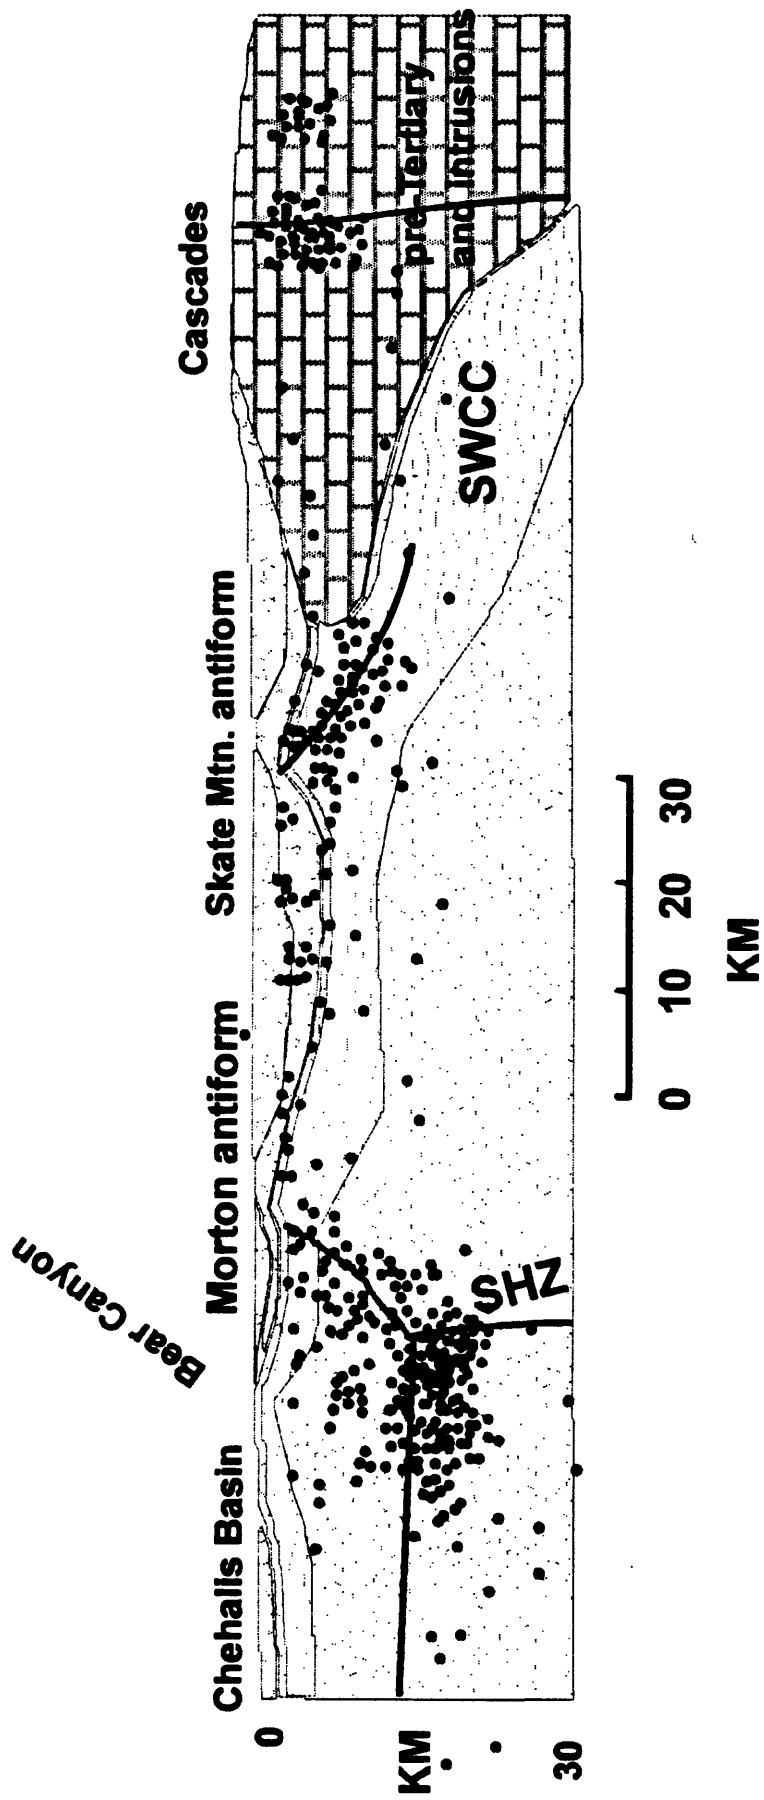 Bear Canyon
Chehalis Basin
Morton antiform
Skate Mtn. antiform
Cascades
0
KM
30
SHZ
SWCC
pre-Tertiary
and Intrusions
0 10 20 30
KM